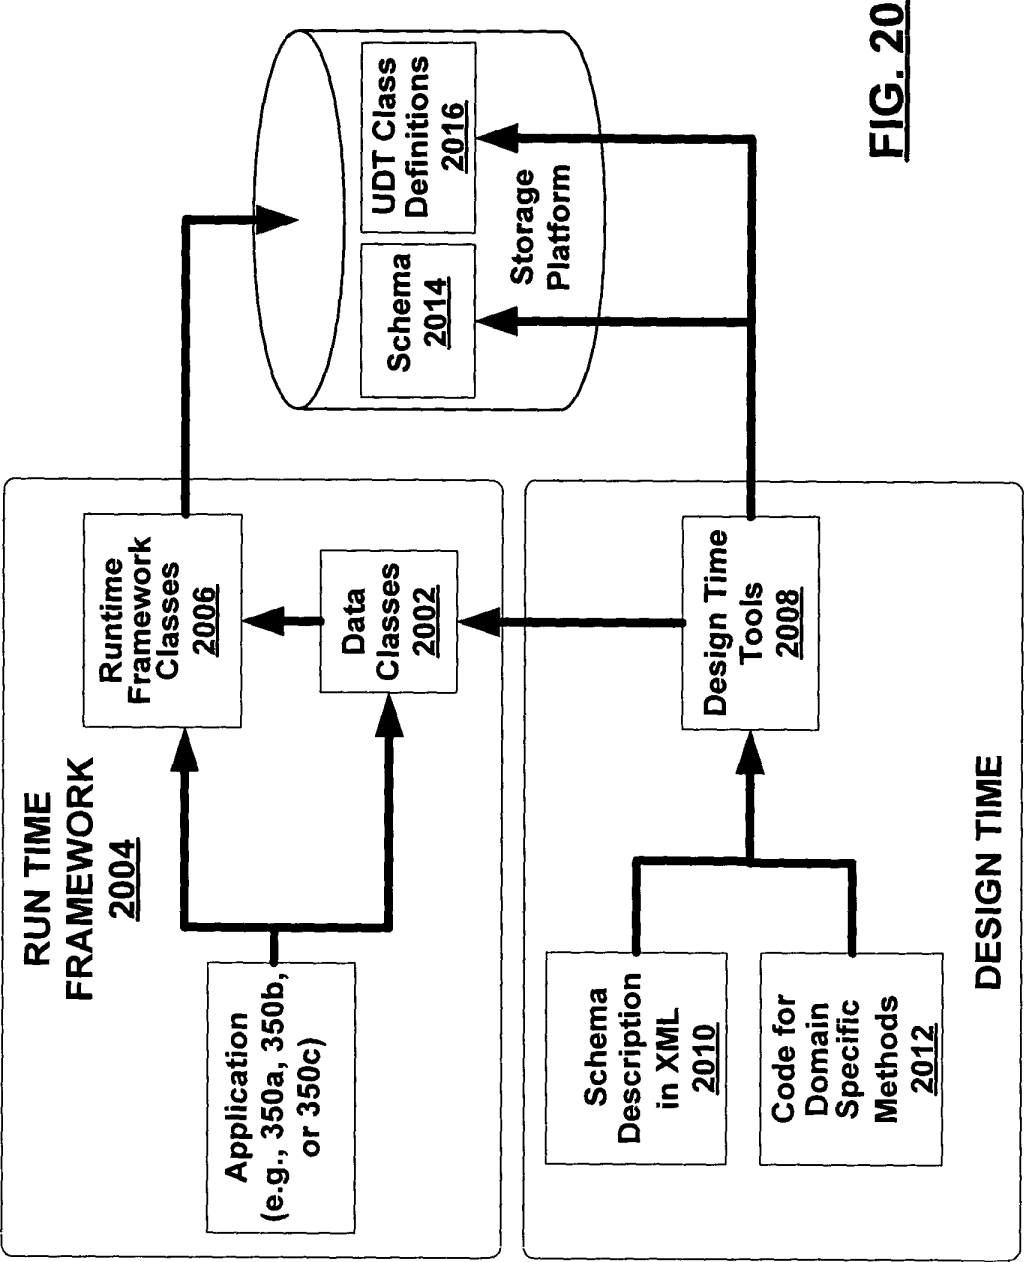 RUN TIME
FRAMEWORK
2004
Application
(e.g., 350a, 350b,
or 350c)
Runtime
Framework
Classes
2006
Data
Classes
2002
UDT Class
Definitions
2016
Schema
2014
Storage
Platform
Schema
Description
in XML
2010
Code for
Domain
Specific
Methods
2012
Design Time
Tools
2008
DESIGN TIME
FIG. 20